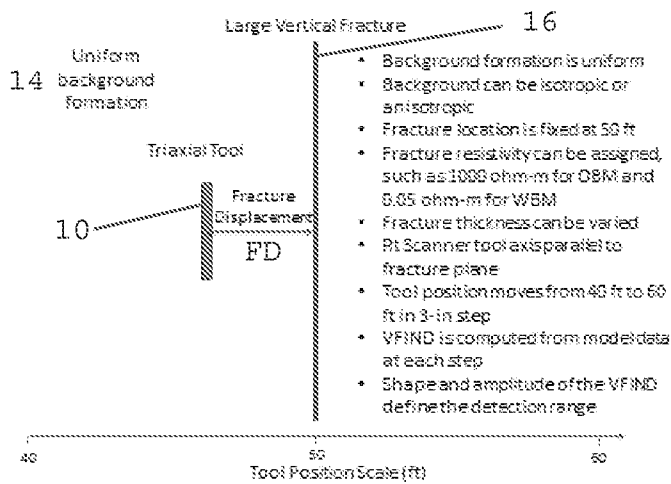 Large Vertical Fracture
16
14
Uniform
background
formation
Triaxial Tool
10
Fracture
Displacement
FD
• Background formation is uniform
• Background can be isotropic or
anisotropic
• Fracture location is fixed at 50 ft
• Fracture resistivity can be assigned,
such as 1000 ohm-m for OBM and
0.05 ohm-m for WBM
• Fracture thickness can be varied
• Rt Scanner tool axis parallel to
fracture plane
• Tool position moves from 40 ft to 60
ft in 3-in step
• VFIND is computed from model data
at each step
• Shape and amplitude of the VFIND
define the detection range
40
50
60
Tool Position Scale (ft)